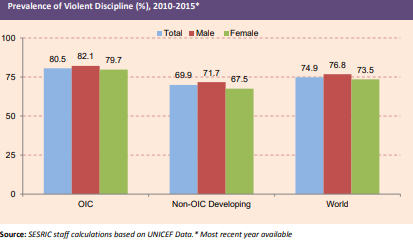 Prevalence of Violent Discipline (%), 2010-2015*
Total Male Female
100
75
50
25
0
80.5 82.1 79.7
69.9 71.7 67.5
74.9 76.8 73.5
OIC Non-OIC Developing World
Source: SESRIC staff calculations based on UNICEF Data.* Most recent year available